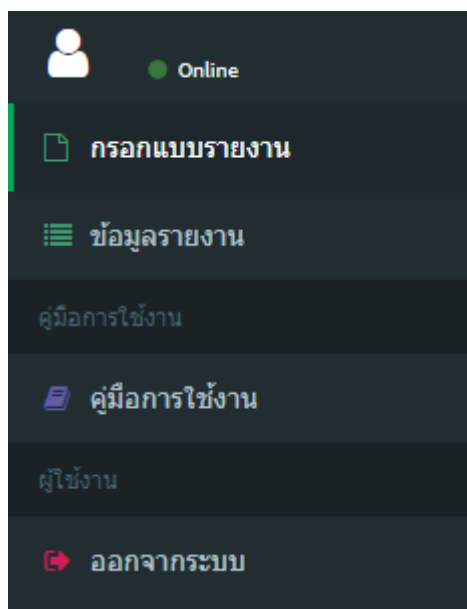 Online
กรอกแบบรายงาน
ข้อมูลรายงาน
คู่มือการใช้งาน
คู่มือการใช้งาน
ผู้ใช้งาน
ออกจากระบบ